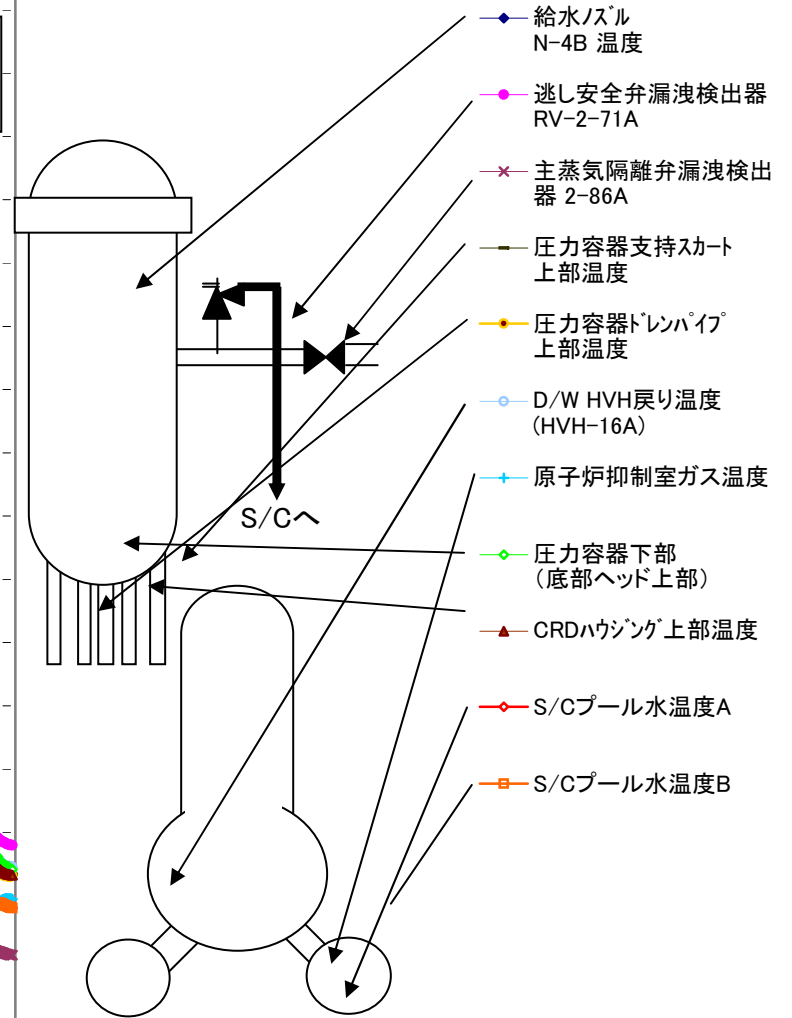 給水ノズル
N-4B 温度
逃し安全弁漏洩検出器
RV-2-71A
主蒸気隔離弁漏洩検出
器 2-86A
圧力容器支持スカート
上部温度
圧力容器ドレンパイプ
上部温度
D/W HVH戻り温度
(HVH-16A)
原子炉抑制室ガス温度
S/Cへ
圧力容器下部
（底部ヘッド上部）
CRDハウジング上部温度
S/Cプール水温度A
S/Cプール水温度B